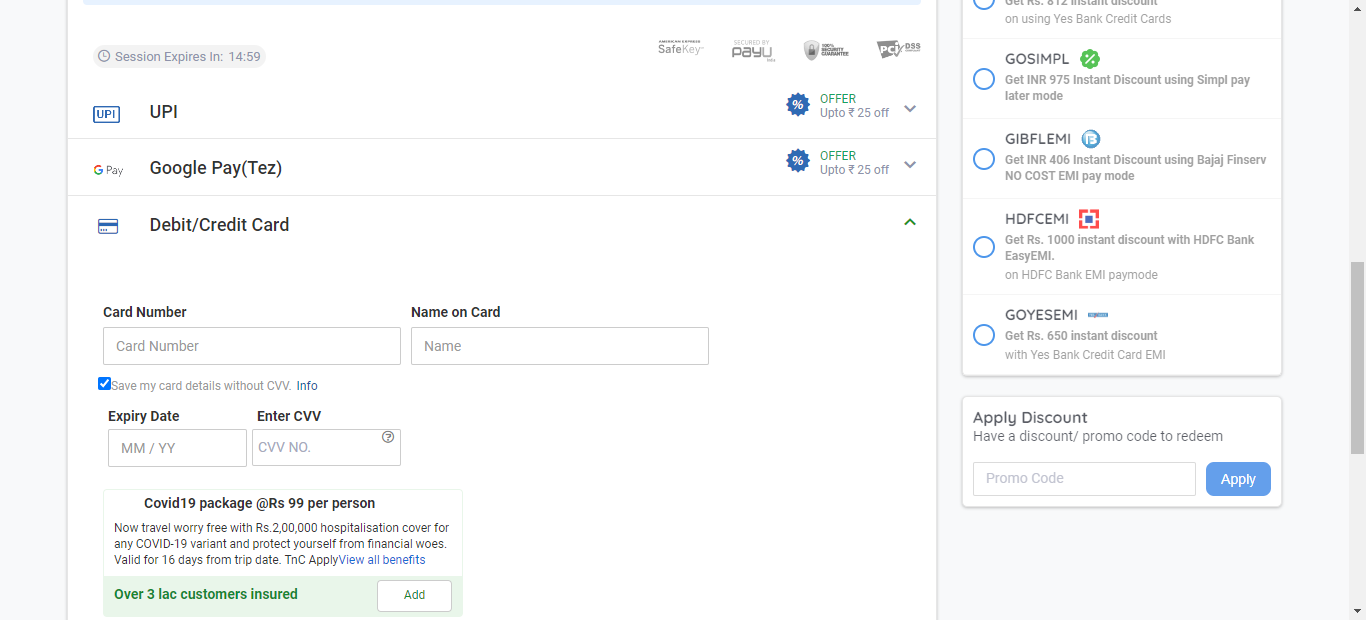 Session Expires In: 14:59
AMERICAN EXPRESS
SafeKey
SECURED BY
PayU
100%
SECURITY
GUARANTEE
PCI DSS
UPI
UPI
OFFER
Upto ₹ 25 off
G Pay
Google Pay(Tez)
OFFER
Upto ₹ 25 off
Debit/Credit Card
Card Number
Name on Card
Card Number
Name
Save my card details without CVV. Info
Expiry Date
Enter CVV
MM / YY
CVV NO.
Covid19 package @Rs 99 per person
Now travel worry free with Rs.2,00,000 hospitalisation cover for
any COVID-19 variant and protect yourself from financial woes.
Valid for 16 days from trip date. TnC ApplyView all benefits
Over 3 lac customers insured
Add
Get Rs. 812 instant discount
on using Yes Bank Credit Cards
GOSIMPL
Get INR 975 Instant Discount using Simpl pay
later mode
GIBFLEMI
Get INR 406 Instant Discount using Bajaj Finserv
NO COST EMI pay mode
HDFCEMI
Get Rs. 1000 instant discount with HDFC Bank
EasyEMI.
on HDFC Bank EMI paymode
GOYESEMI
Get Rs. 650 instant discount
with Yes Bank Credit Card EMI
Apply Discount
Have a discount/ promo code to redeem
Promo Code
Apply